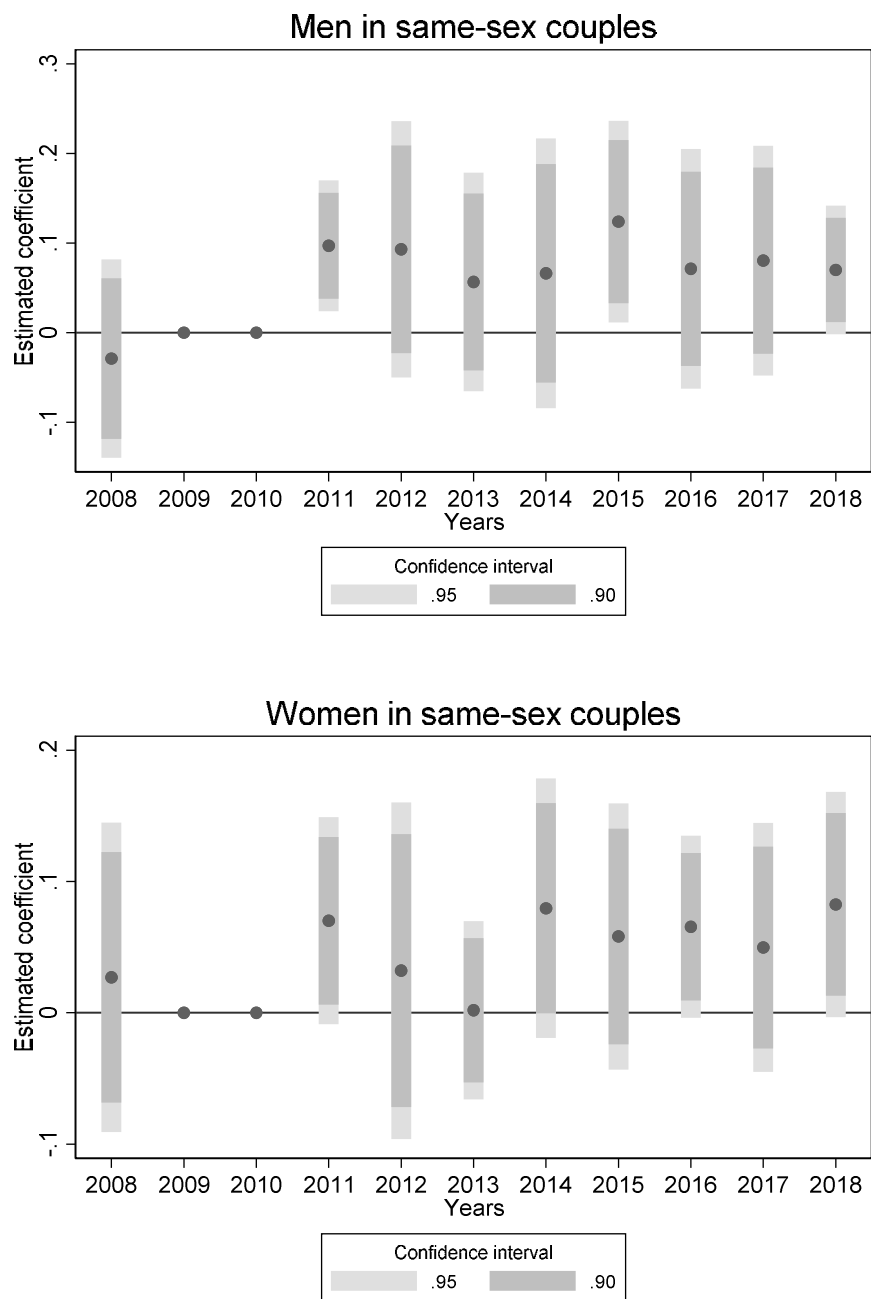 Men in same-sex couples
.3
.2
.1
0
-.1
Estimated coefficient
2008 2009 2010 2011 2012 2013 2014 2015 2016 2017 2018
Years
Confidence interval
.95 .90
Women in same-sex couples
.2
.1
0
-.1
Estimated coefficient
2008 2009 2010 2011 2012 2013 2014 2015 2016 2017 2018
Years
Confidence interval
.95 .90